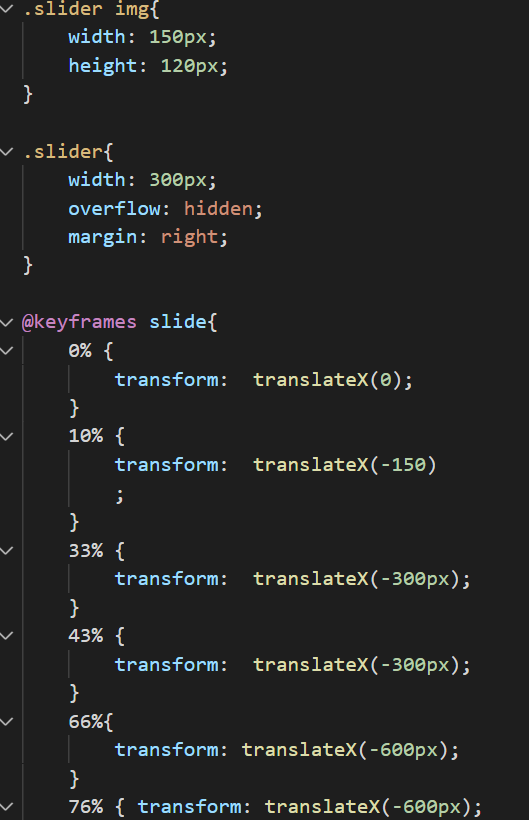 .slider img{
width: 150px;
height: 120px;
}
.slider{
width: 300px;
overflow: hidden;
margin: right;
}
@keyframes slide{
0% {
transform:  translateX(0);
}
10% {
transform:  translateX(-150)
;
}
33% {
transform:  translateX(-300px);
}
43% {
transform:  translateX(-300px);
}
66%{
transform: translateX(-600px);
}
76% { transform: translateX(-600px);